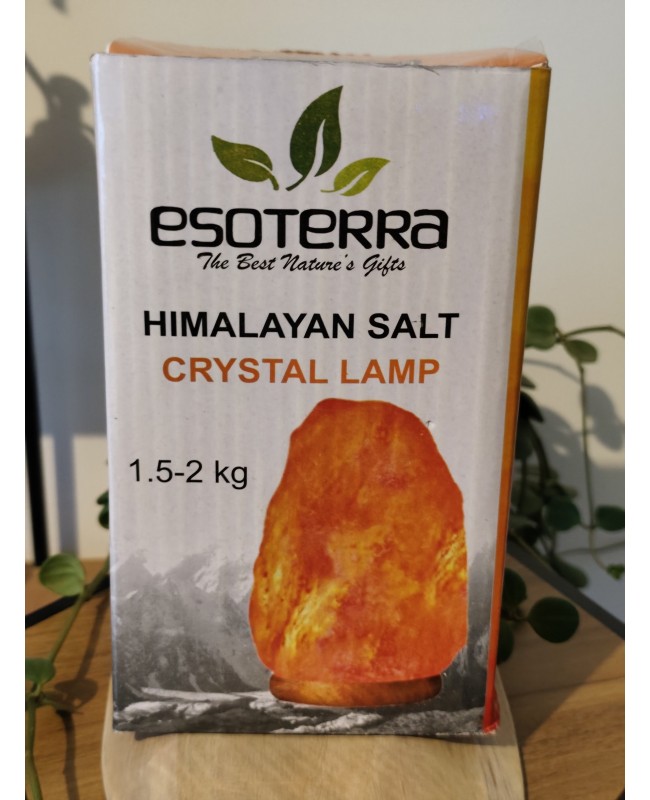 ESOTERRA
The Best Nature's Gifts
HIMALAYAN SALT
CRYSTAL LAMP
1.5-2 kg